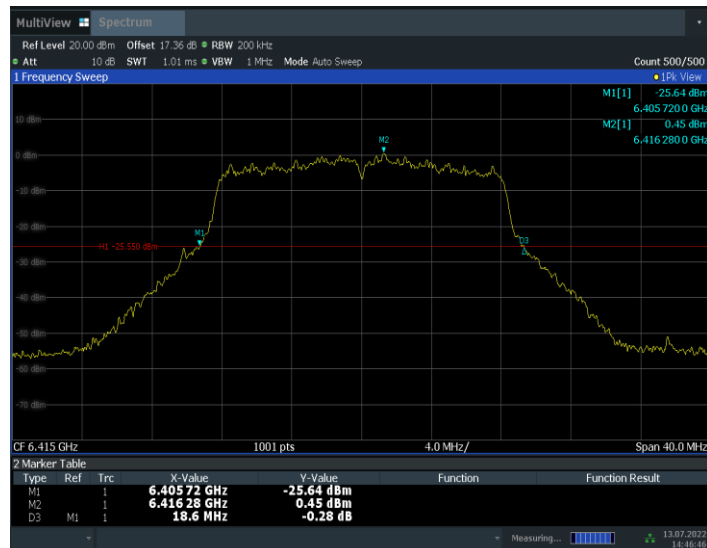 MultiView Spectrum
Ref Level 20.00 dBm Offset 17.36 dB RBW 200 kHz
Att 10 dB SWT 1.01 ms VBW 1 MHz Mode Auto Sweep Count 500/500
1 Frequency Sweep 1Pk View
M1[1] -25.64 dBm
6.405 720 0 GHz
M2[1] 0.45 dBm
6.416 280 0 GHz
10 dBm
M2
0 dBm
-10 dBm
-20 dBm
M1
D3
H1 -25.550 dBm
-30 dBm
-40 dBm
-50 dBm
-60 dBm
-70 dBm
CF 6.415 GHz 1001 pts 4.0 MHz/ Span 40.0 MHz
2 Marker Table
Type Ref Trc X-Value Y-Value Function Function Result
M1 1 6.40572 GHz -25.64 dBm
M2 1 6.41628 GHz 0.45 dBm
D3 M1 1 18.6 MHz -0.28 dB
Measuring... 13.07.2022
14:46:46